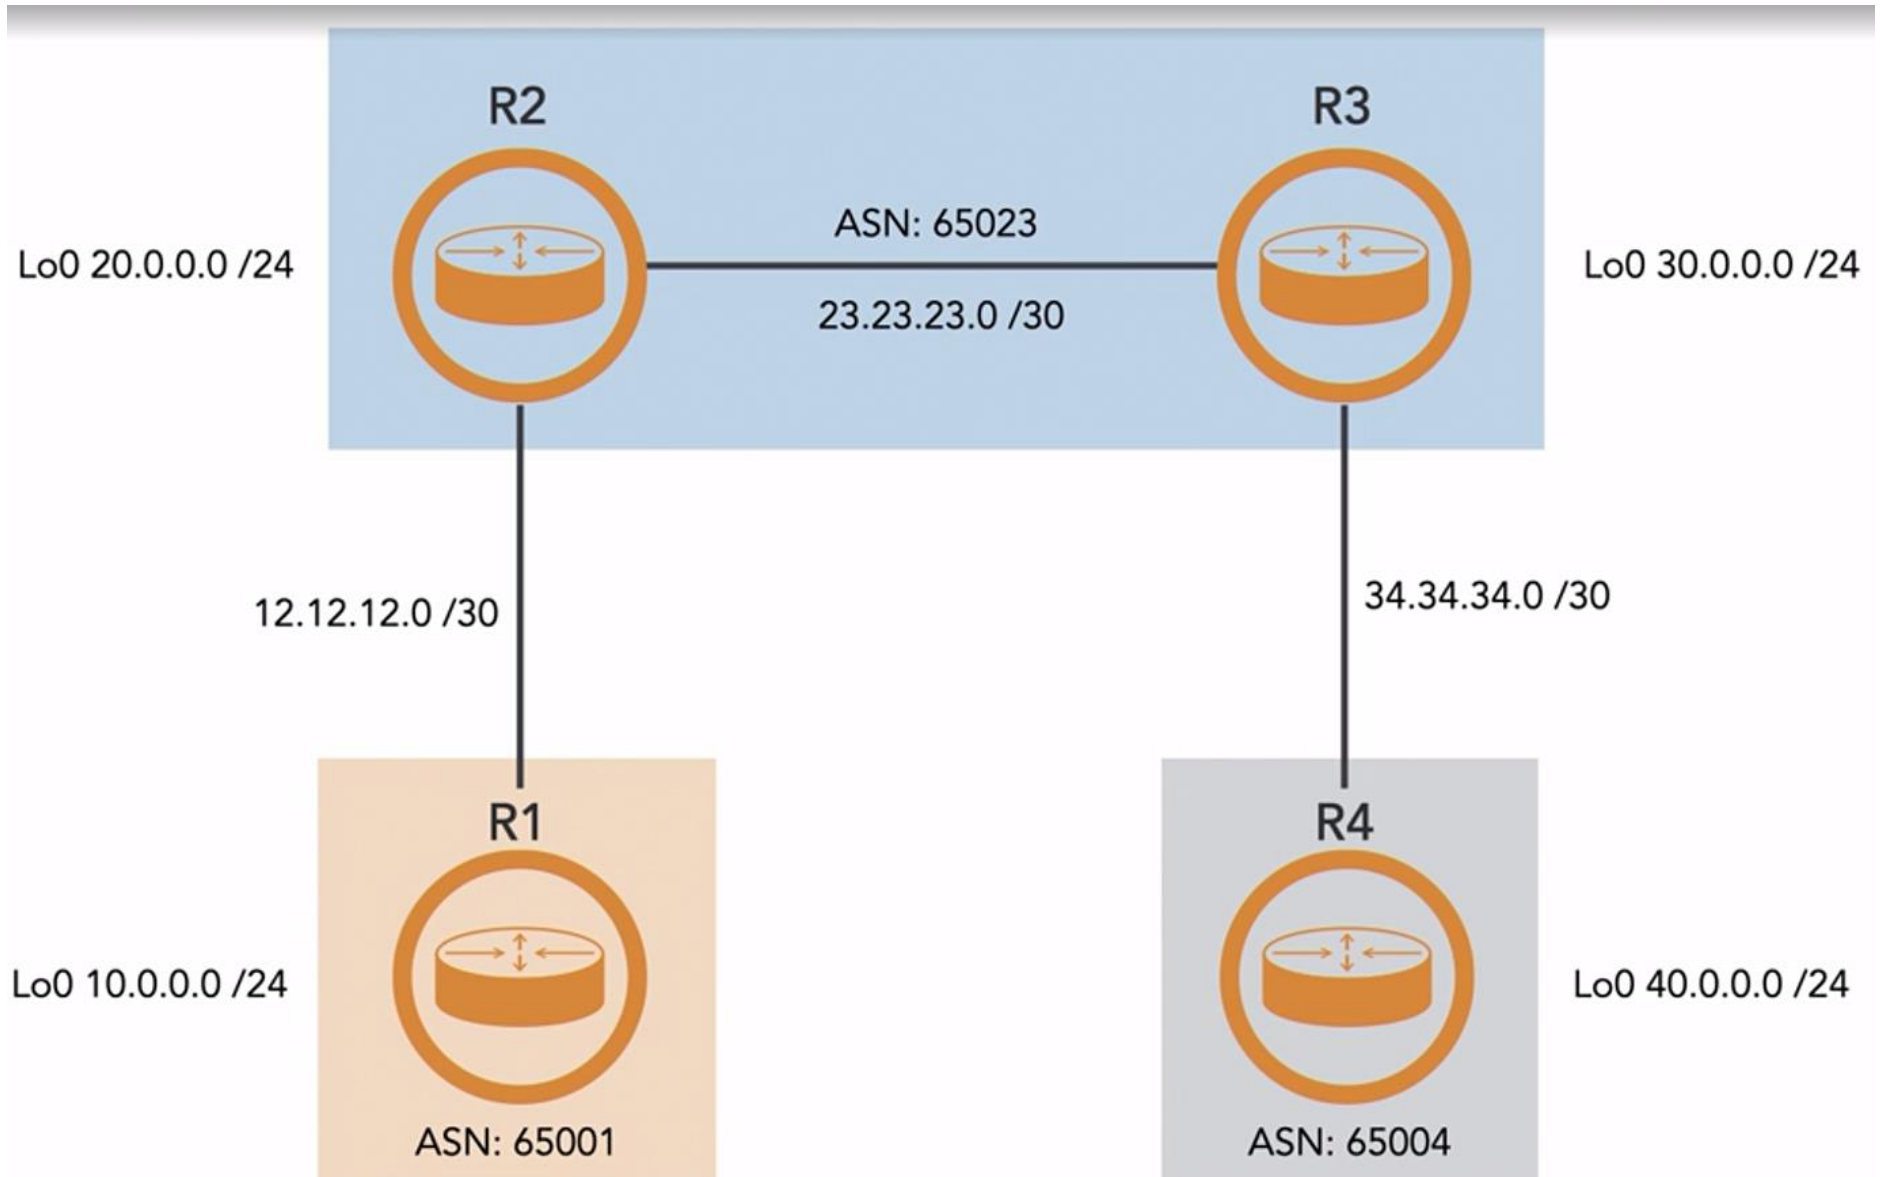 R2
R3
ASN: 65023
Lo0 20.0.0.0 /24
Lo0 30.0.0.0 /24
23.23.23.0 /30
12.12.12.0 /30
34.34.34.0 /30
R1
R4
Lo0 10.0.0.0 /24
Lo0 40.0.0.0 /24
ASN: 65001
ASN: 65004